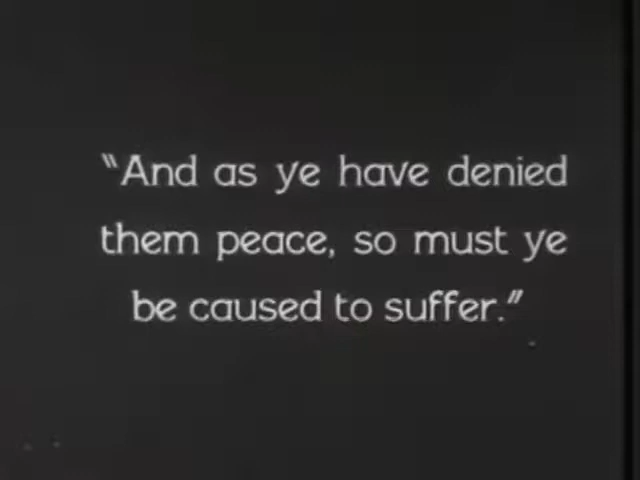 "And as ye have denied
them peace, so must ye
be caused to suffer."